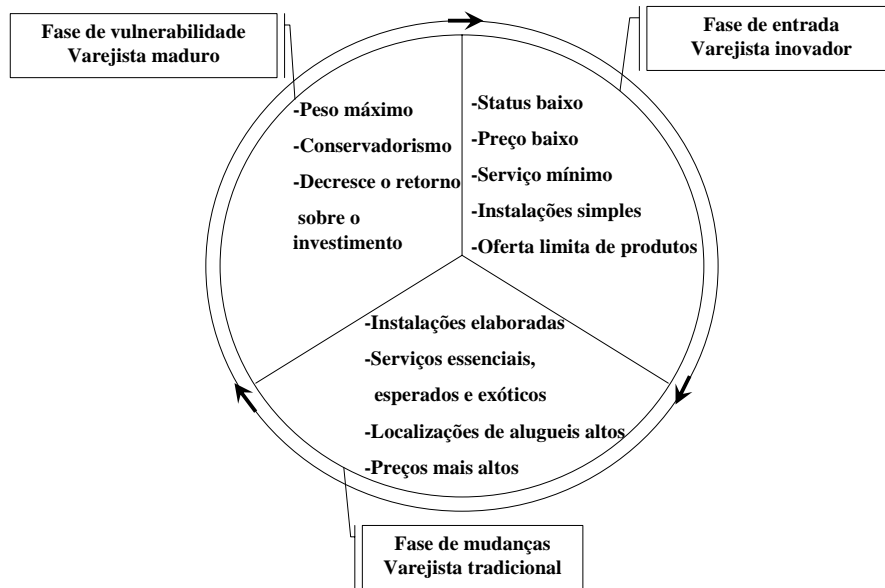 Fase de vulnerabilidade
Varejista maduro
Fase de entrada
Varejista inovador
-Peso máximo
-Conservadorismo
-Decresce o retorno
sobre o
investimento
-Status baixo
-Preço baixo
-Serviço mínimo
-Instalações simples
-Oferta limita de produtos
-Instalações elaboradas
-Serviços essenciais,
esperados e exóticos
-Localizações de alugueis altos
-Preços mais altos
Fase de mudanças
Varejista tradicional